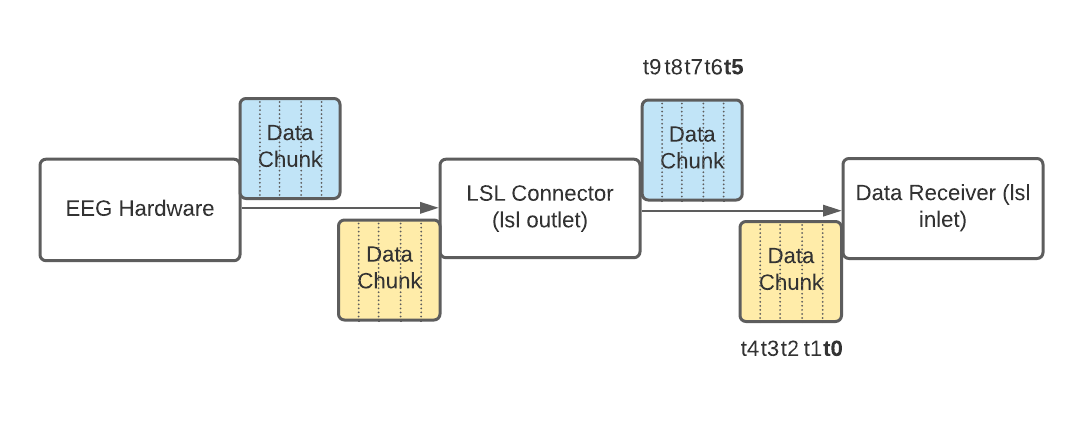 t9 t8 t7 t6 t5
Data
Chunk
Data
Chunk
EEG Hardware
LSL Connector
(lsl outlet)
Data Receiver (lsl
inlet)
Data
Chunk
Data
Chunk
t4 t3 t2 t1 t0